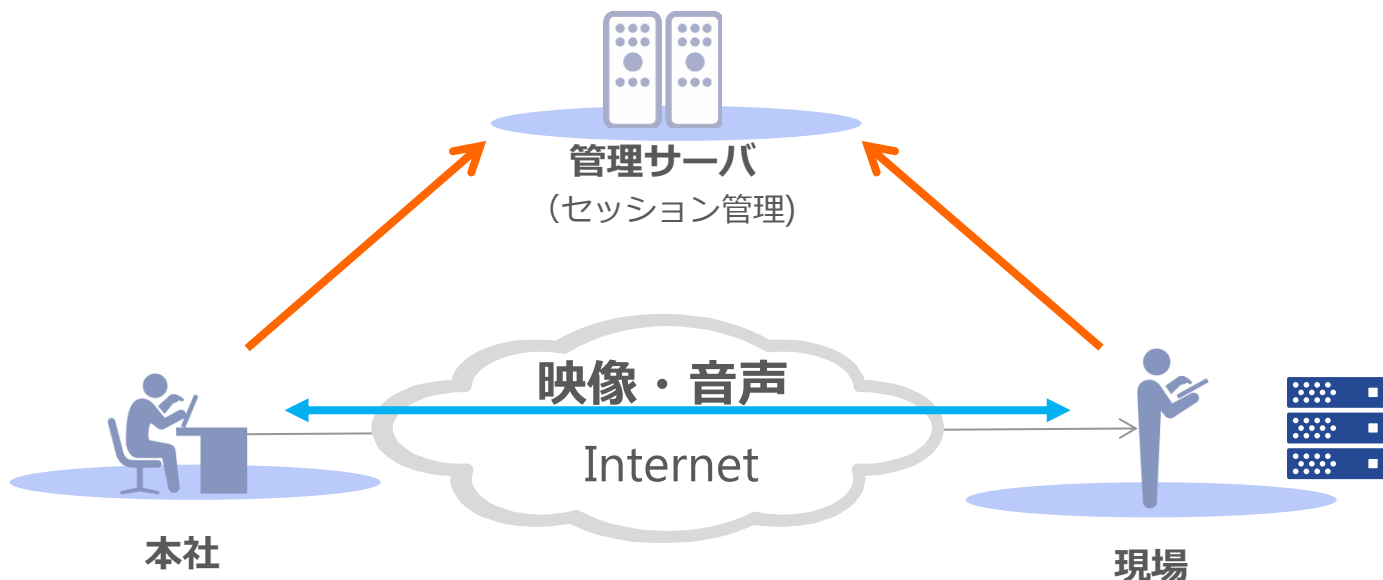 管理サーバ
（セッション管理)
映像・音声
Internet
本社
現場